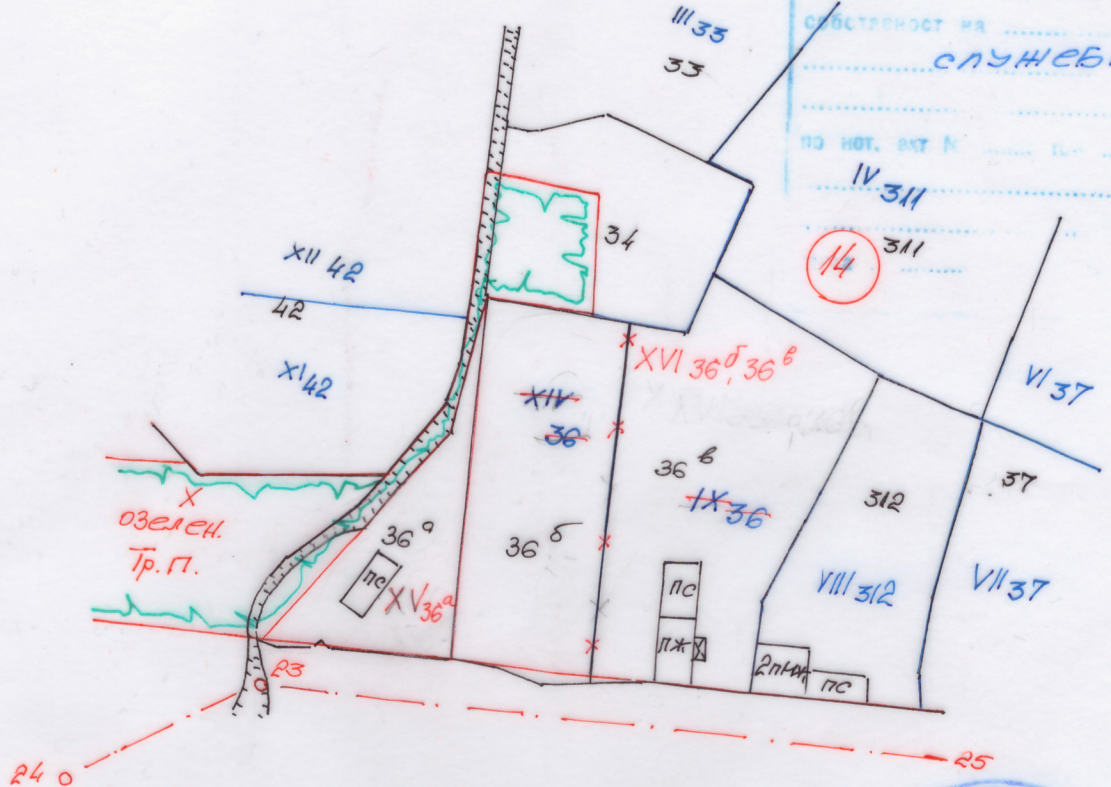 III 33
33
собственост на
служеб
по нот. акт N
IV 311
311
14
34
XII 42
42
XI 42
XVI 36б, 36в
XIV
36
36в
IX 36
VI 37
37
312
VIII 312
VII 37
X
озелен.
Тр.П.
36а
пс
XV 36а
36б
пс
пж
2пжм
пс
23
24
25